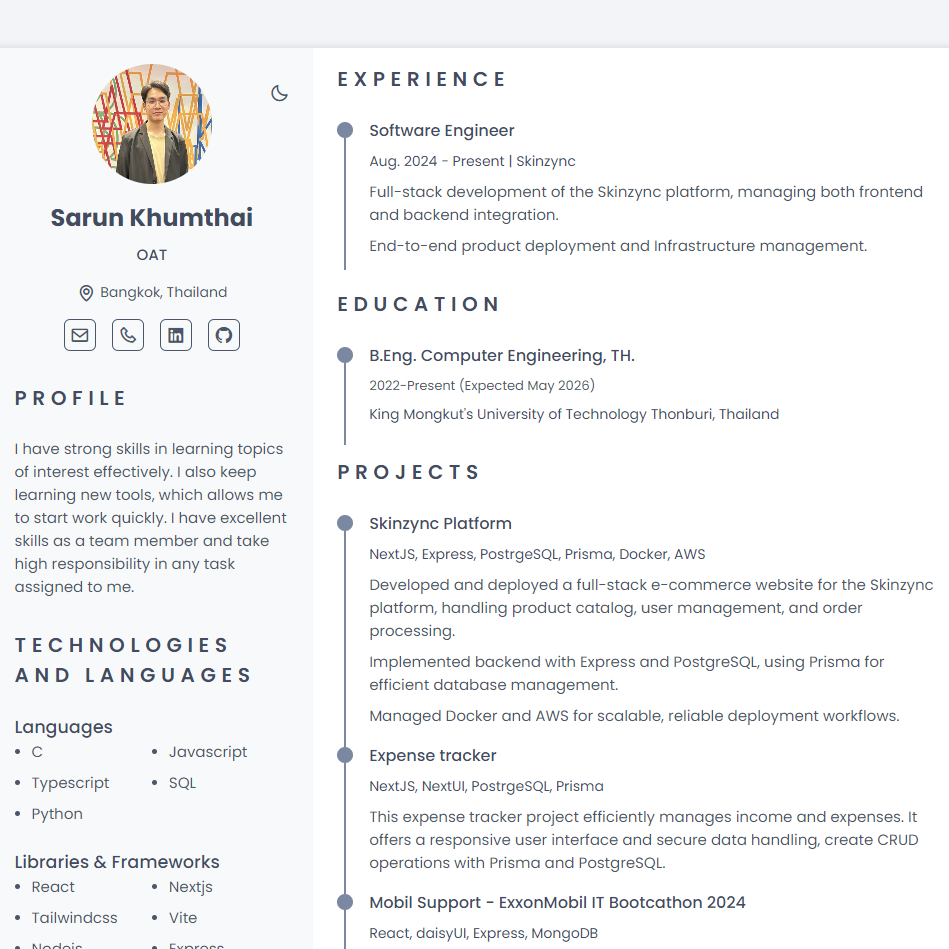 Sarun Khumthai
OAT
Bangkok, Thailand
PROFILE
I have strong skills in learning topics
of interest effectively. I also keep
learning new tools, which allows me
to start work quickly. I have excellent
skills as a team member and take
high responsibility in any task
assigned to me.
TECHNOLOGIES
AND LANGUAGES
Languages
• C
• Javascript
• Typescript
• SQL
• Python
Libraries & Frameworks
• React
• Nextjs
• Tailwindcss
• Vite
• Nodejs
• Express
EXPERIENCE
Software Engineer
Aug. 2024 - Present | Skinzync
Full-stack development of the Skinzync platform, managing both frontend
and backend integration.
End-to-end product deployment and Infrastructure management.
EDUCATION
B.Eng. Computer Engineering, TH.
2022-Present (Expected May 2026)
King Mongkut's University of Technology Thonburi, Thailand
PROJECTS
Skinzync Platform
NextJS, Express, PostrgeSQL, Prisma, Docker, AWS
Developed and deployed a full-stack e-commerce website for the Skinzync
platform, handling product catalog, user management, and order
processing.
Implemented backend with Express and PostgreSQL, using Prisma for
efficient database management.
Managed Docker and AWS for scalable, reliable deployment workflows.
Expense tracker
NextJS, NextUI, PostrgeSQL, Prisma
This expense tracker project efficiently manages income and expenses. It
offers a responsive user interface and secure data handling, create CRUD
operations with Prisma and PostgreSQL.
Mobil Support - ExxonMobil IT Bootcathon 2024
React, daisyUI, Express, MongoDB